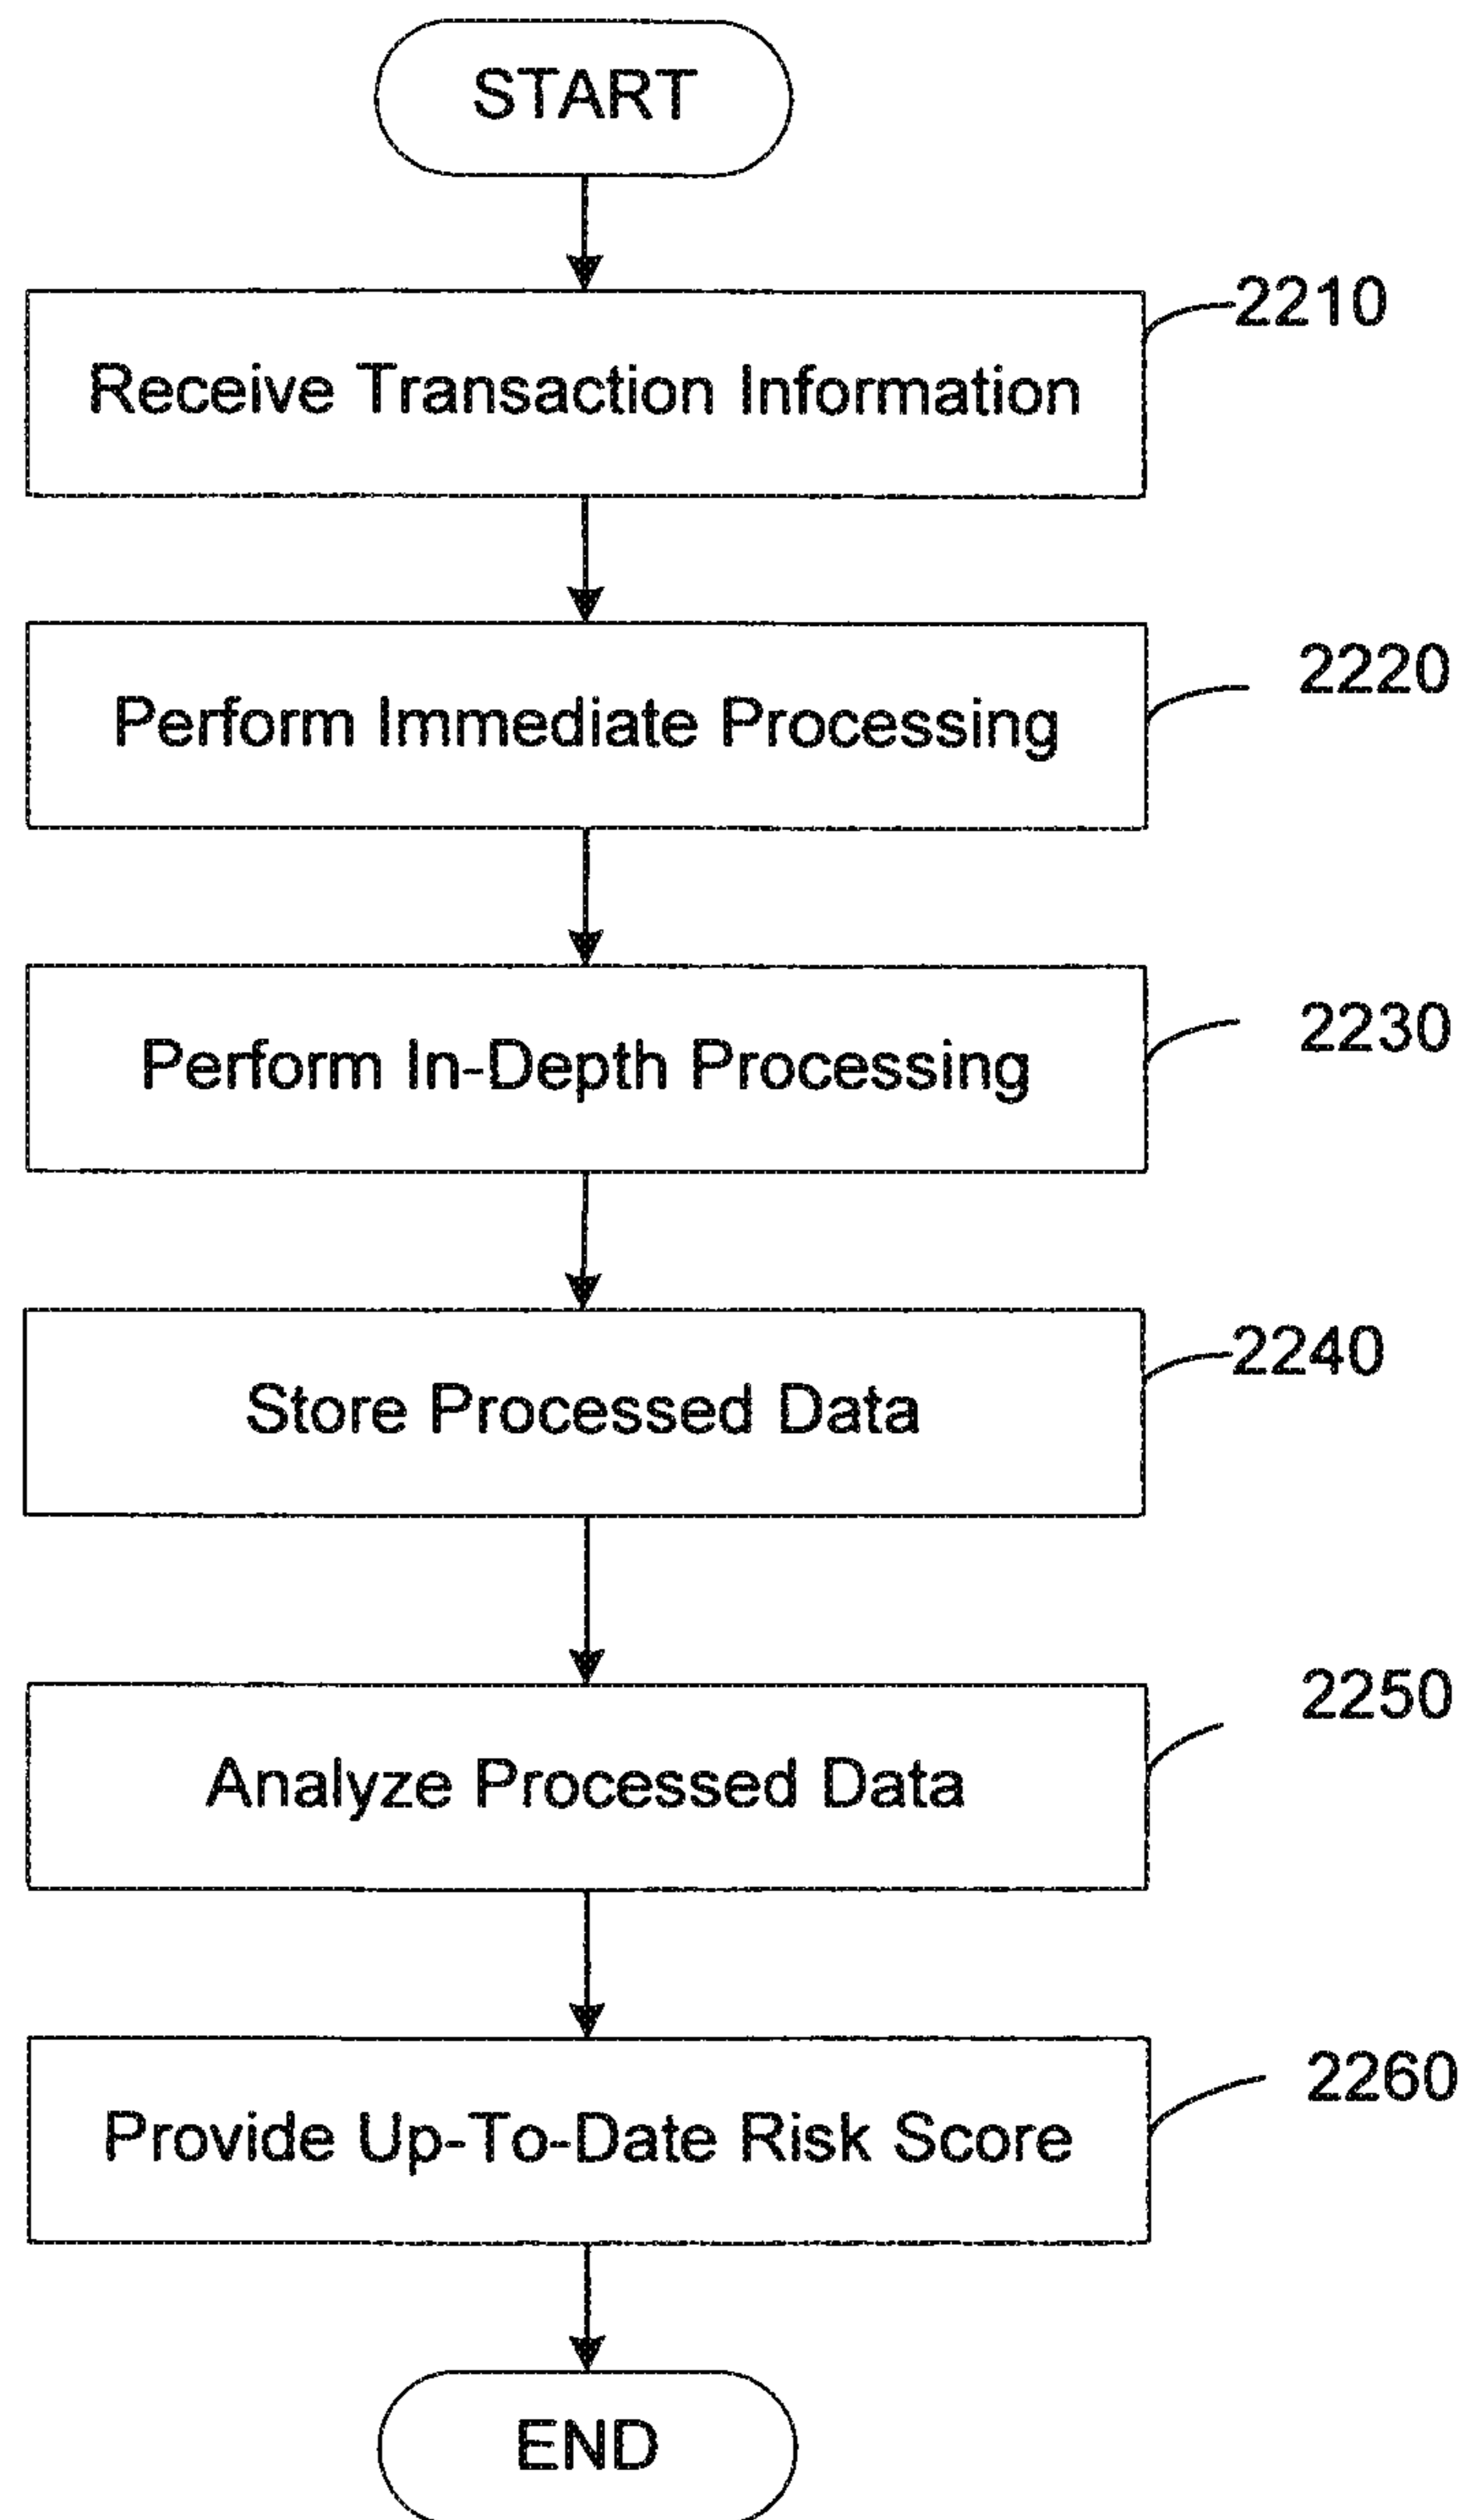 START
Receive Transaction Information
2210
Perform Immediate Processing
2220
Perform In-Depth Processing
2230
Store Processed Data
2240
Analyze Processed Data
2250
Provide Up-To-Date Risk Score
2260
END